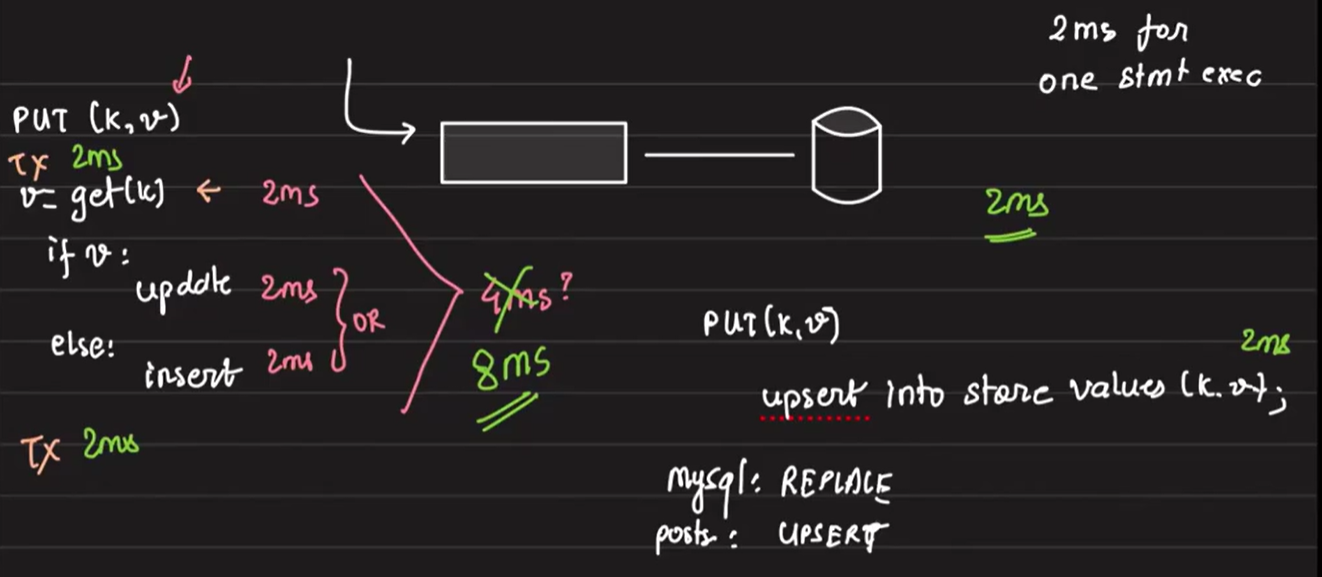 2ms for
one stmt exec
PUT (k,v)
TX 2ms
v= get(k) ← 2ms
if v:
update 2ms
OR
else:
insert 2ms
TX 2ms
4ms?
8ms
2ms
PUT(k,v)
2ms
upsert into store values (k.v);
mysql: REPLACE
posts: UPSERT